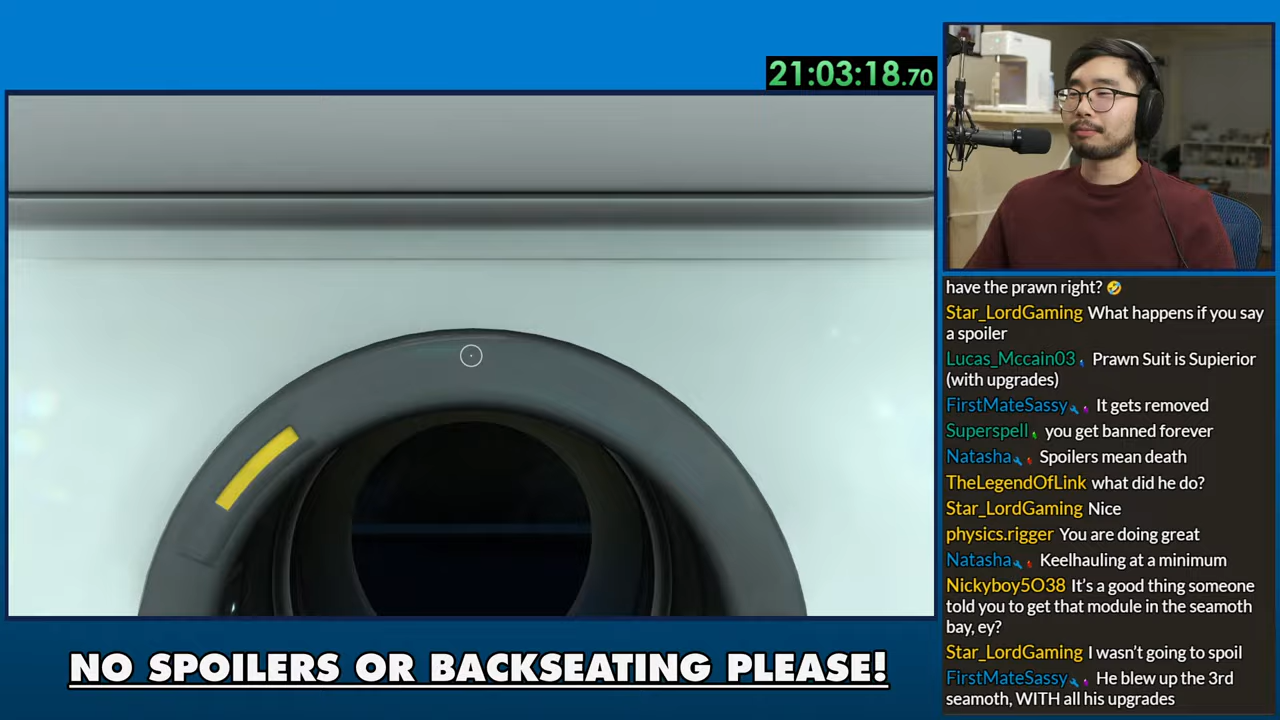 21:03:18.70
NO SPOILERS OR BACKSEATING PLEASE!
have the prawn right? 🤣
Star_LordGaming What happens if you say
a spoiler
Lucas_Mccain03 Prawn Suit is Supierior
(with upgrades)
FirstMateSassy It gets removed
Superspell you get banned forever
Natasha Spoilers mean death
TheLegendOfLink what did he do?
Star_LordGaming Nice
physics.rigger You are doing great
Natasha Keelhauling at a minimum
Nickyboy5O38 It's a good thing someone
told you to get that module in the seamoth
bay, ey?
Star_LordGaming I wasn't going to spoil
FirstMateSassy He blew up the 3rd
seamoth, WITH all his upgrades